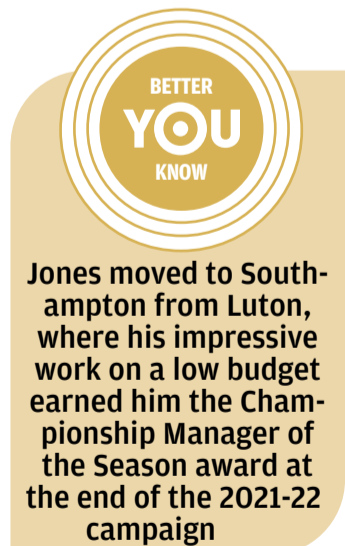 BETTER
YOU
KNOW
Jones moved to South-
ampton from Luton,
where his impressive
work on a low budget
earned him the Cham-
pionship Manager of
the Season award at
the end of the 2021-22
campaign